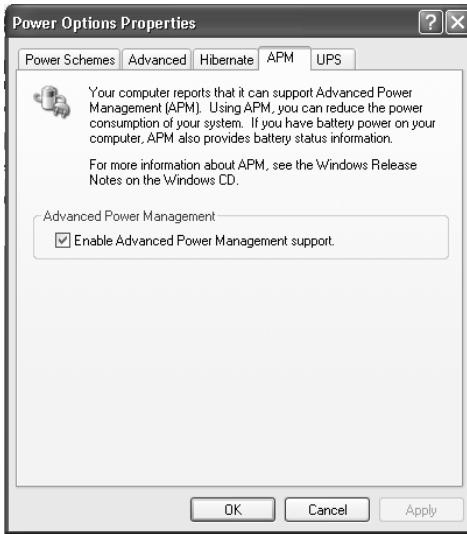 Power Options Properties
Power Schemes Advanced Hibernate APM UPS
Your computer reports that it can support Advanced Power
Management (APM). Using APM, you can reduce the power
consumption of your system. If you have battery power on your
computer, APM also provides battery status information.
For more information about APM, see the Windows Release
Notes on the Windows CD.
Advanced Power Management
Enable Advanced Power Management support.
OK Cancel Apply